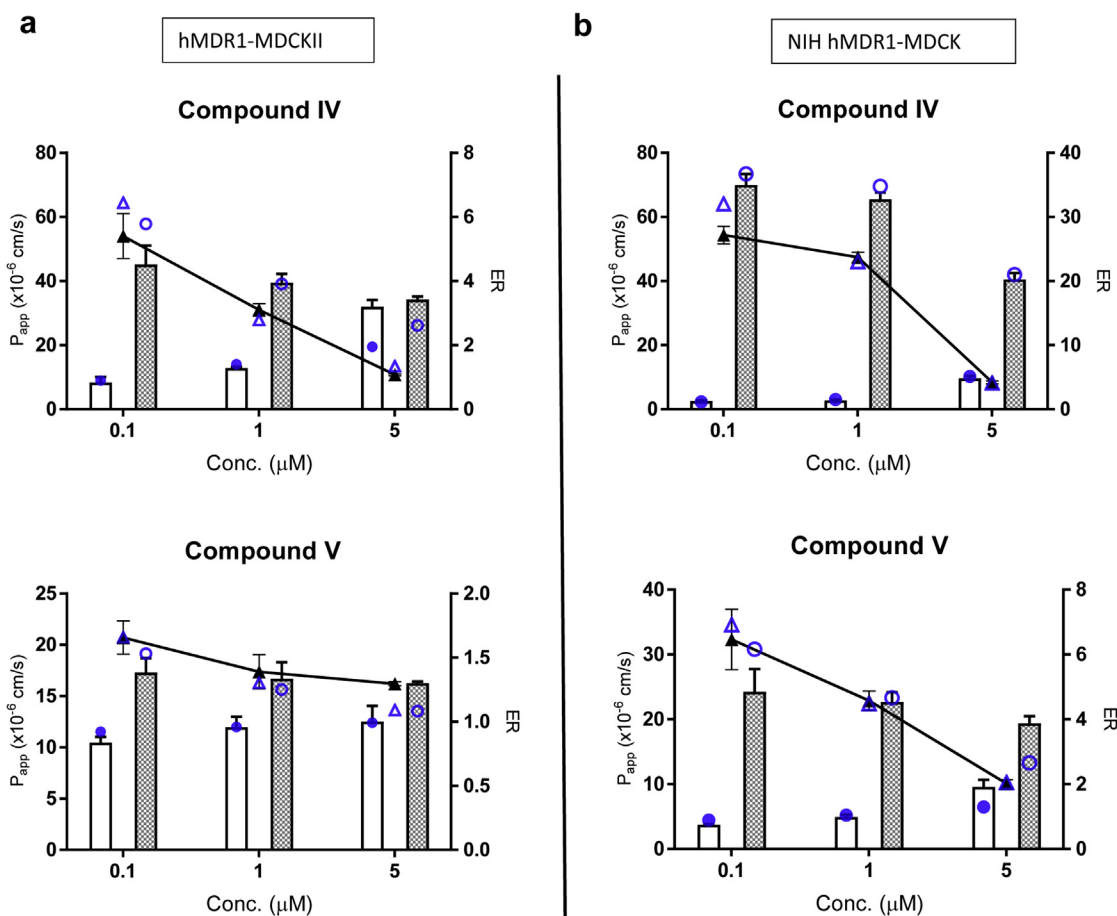 a
hMDR1-MDCKII
Compound IV
80
60
40
20
0
8
6
4
2
0
Papp (x10-6 cm/s)
ER
0.1 1 5
Conc. (μM)
Compound V
25
20
15
10
5
0
2.0
1.5
1.0
0.5
0.0
Papp (x10-6 cm/s)
ER
0.1 1 5
Conc. (μM)
b
NIH hMDR1-MDCK
Compound IV
80
60
40
20
0
40
30
20
10
0
Papp (x10-6 cm/s)
ER
0.1 1 5
Conc. (μM)
Compound V
40
30
20
10
0
8
6
4
2
0
Papp (x10-6 cm/s)
ER
0.1 1 5
Conc. (μM)